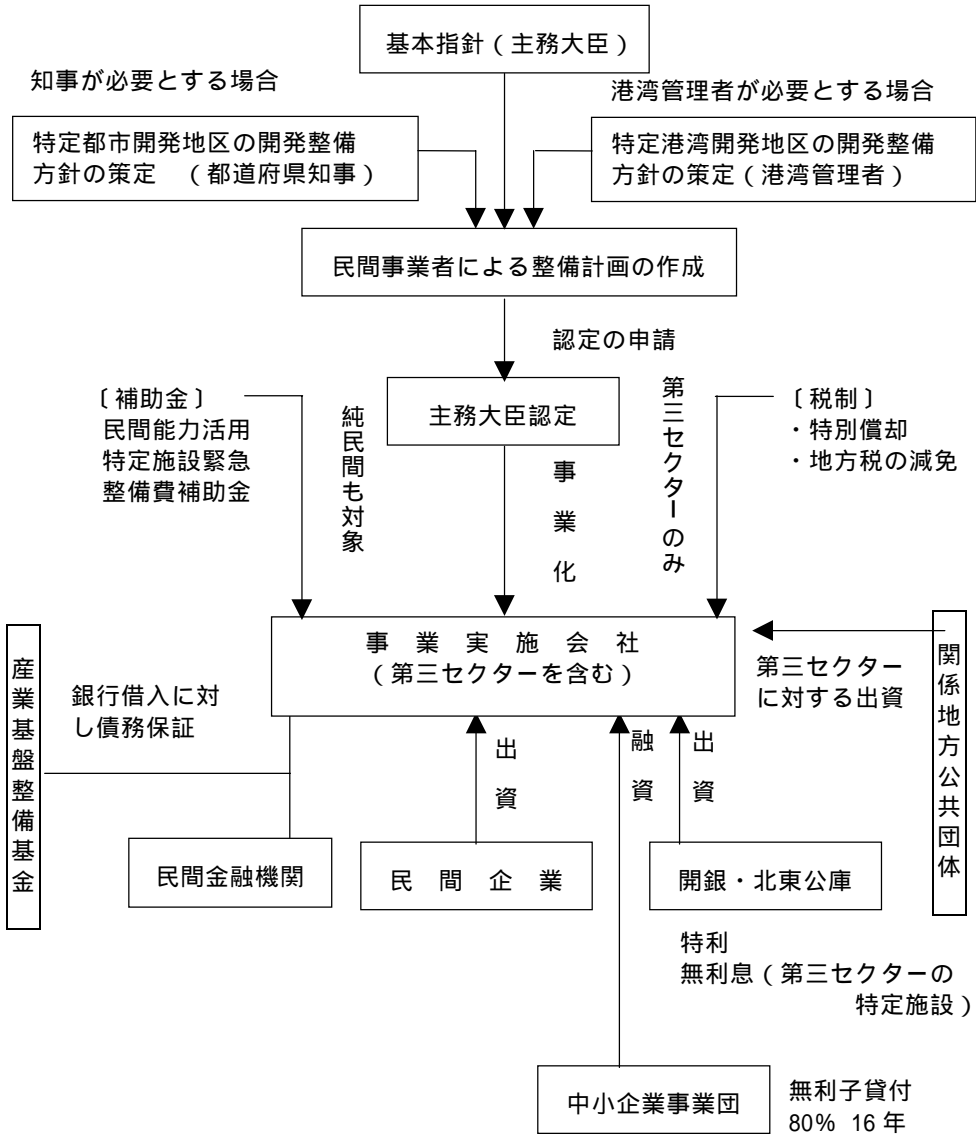 基本指針（主務大臣）
知事が必要とする場合
港湾管理者が必要とする場合
特定都市開発地区の開発整備
方針の策定　（都道府県知事）
特定港湾開発地区の開発整備
方針の策定（港湾管理者）
民間事業者による整備計画の作成
認定の申請
〔補助金〕
民間能力活用
特定施設緊急
整備費補助金
純民間も対象
主務大臣認定
事業化
第三セクターのみ
〔税制〕
・特別償却
・地方税の減免
事業実施会社
（第三セクターを含む）
産業基盤整備基金
銀行借入に対
し債務保証
第三セクター
に対する出資
関係地方公共団体
出資
融資
出資
民間金融機関
民間企業
開銀・北東公庫
特利
無利息（第三セクターの
特定施設）
中小企業事業団
無利子貸付
80% 16年